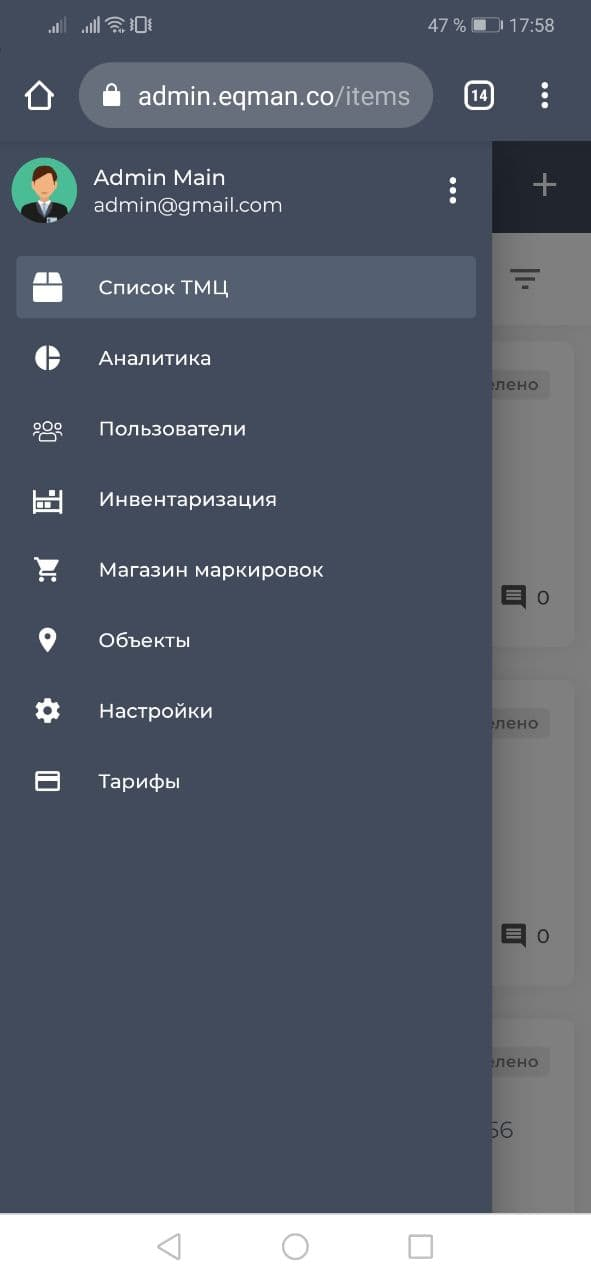 47 % 17:58
admin.eqman.co/items
14
Admin Main
admin@gmail.com
Список ТМЦ
Аналитика
Пользователи
Инвентаризация
Магазин маркировок
Объекты
Настройки
Тарифы
0
0